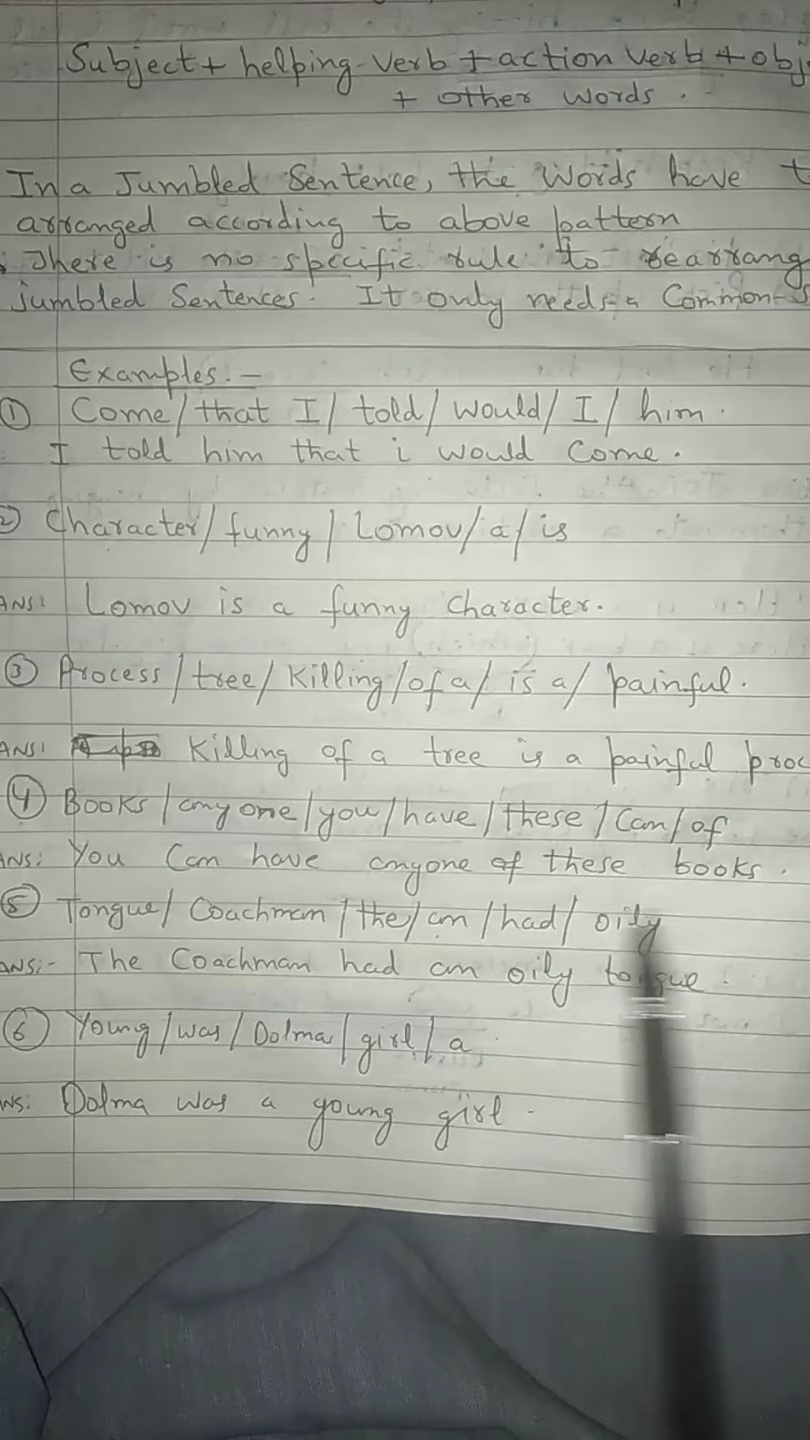 Subject + helping-verb + action verb + obj
+ other words.
In a Jumbled Sentence, the words have t
arranged according to above pattern
There is no specific rule to rearrang
jumbled Sentences. It only needs a Common-S
Examples.-
① Come/that I/ told/ would/ I/ him.
I told him that i would come.
2) Character/ funny/ Lomov/ a/ is
ANS: Lomov is a funny character.
③ Process/ tree/ Killing/ of a/ is a/ painful.
ANS: Killing of a tree is a painful proc
④ Books/ any one/ you/ have/ these/ Can/ of
ANS: You Can have anyone of these books.
⑤ Tongue/ Coachman/ the/ an/ had/ oily
ANS:- The Coachman had an oily tongue.
⑥ Young/ was/ Dolma/ girl/ a
NS: Dolma was a young girl.